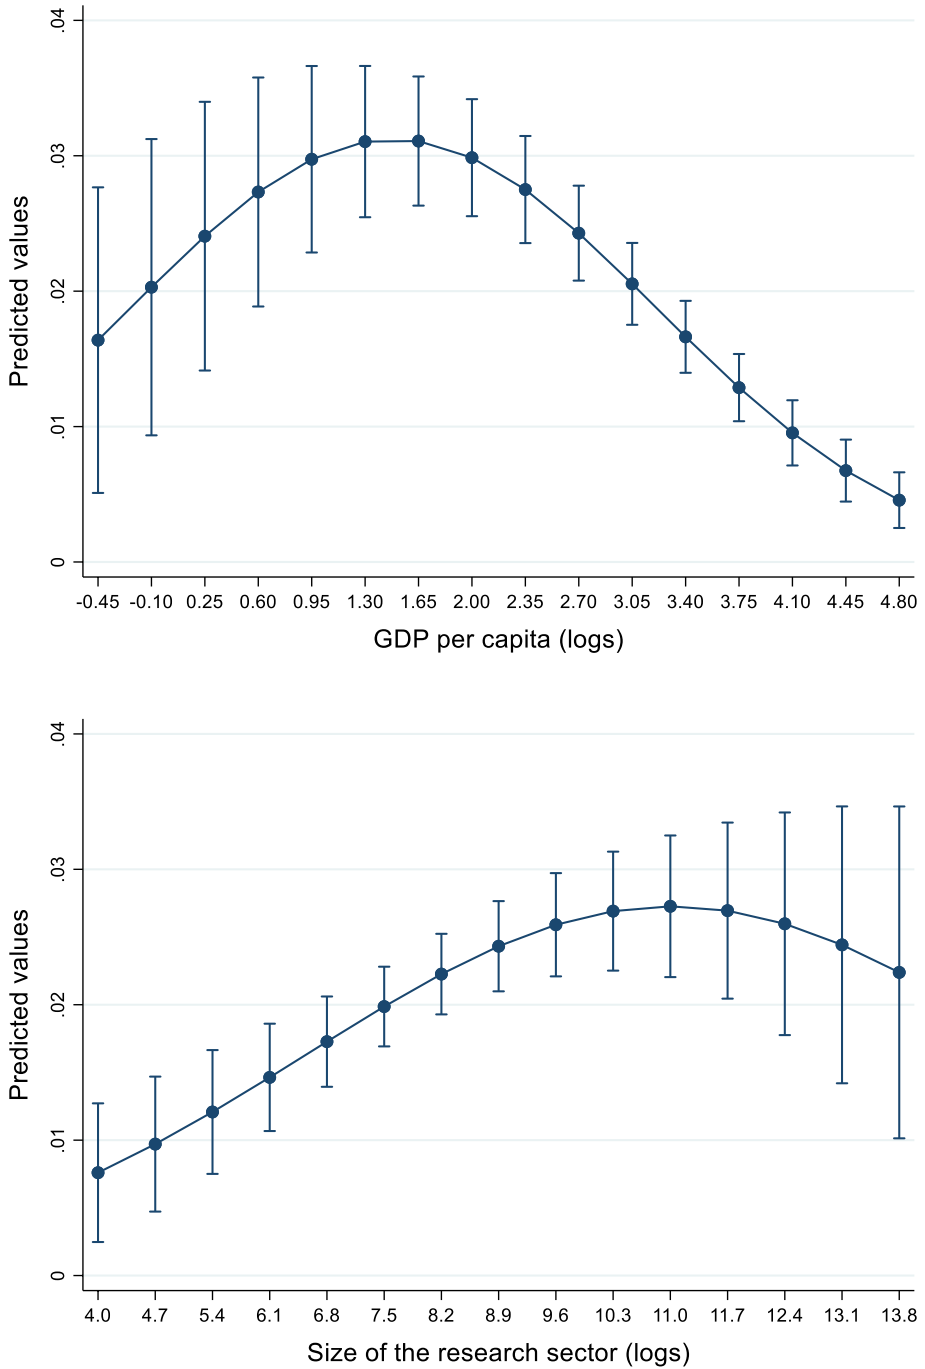 .04
.03
.02
.01
0
Predicted values
-0.45 -0.10 0.25 0.60 0.95 1.30 1.65 2.00 2.35 2.70 3.05 3.40 3.75 4.10 4.45 4.80
GDP per capita (logs)
.04
.03
.02
.01
0
Predicted values
4.0 4.7 5.4 6.1 6.8 7.5 8.2 8.9 9.6 10.3 11.0 11.7 12.4 13.1 13.8
Size of the research sector (logs)